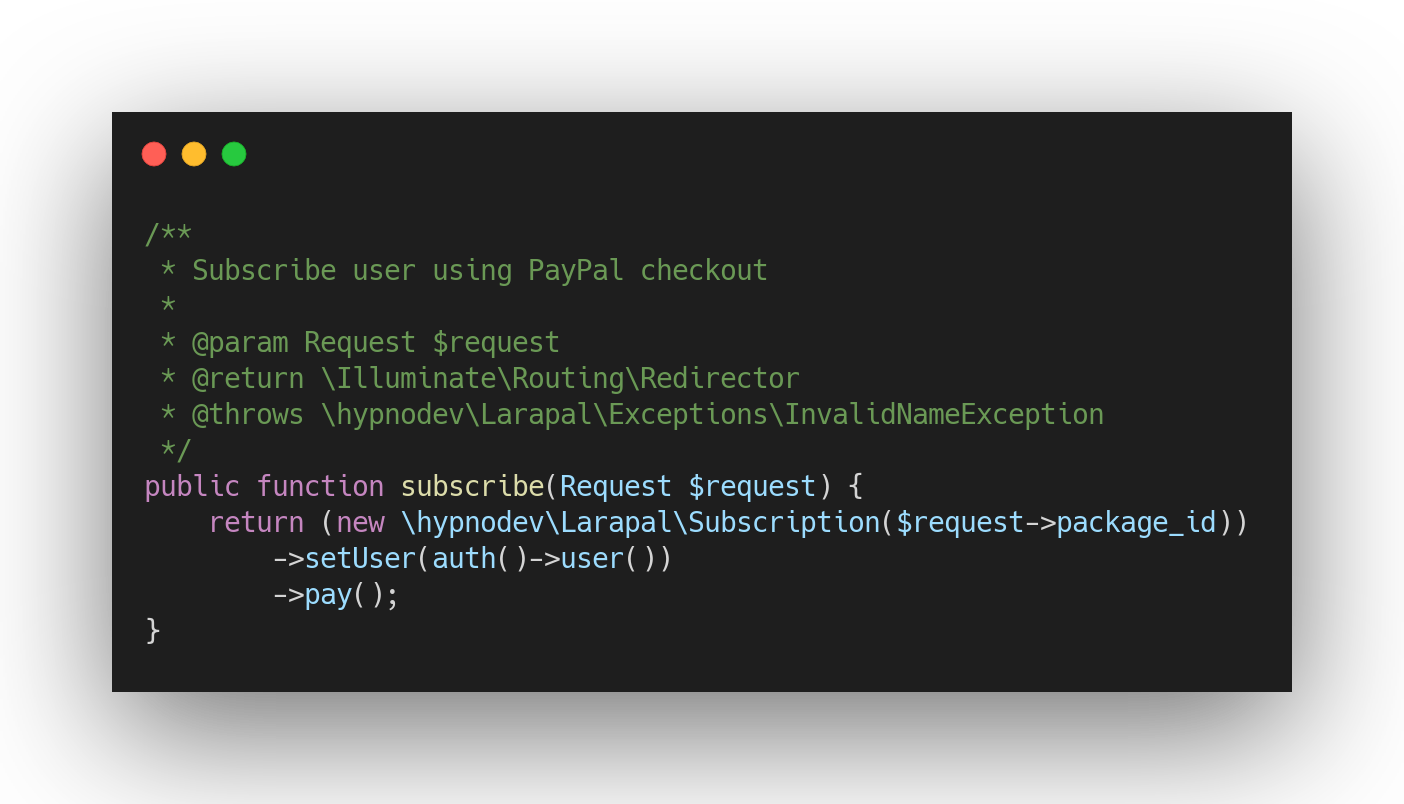 /**
 * Subscribe user using PayPal checkout
 *
 * @param Request $request
 * @return \Illuminate\Routing\Redirector
 * @throws \hypnodev\Larapal\Exceptions\InvalidNameException
 */
public function subscribe(Request $request) {
    return (new \hypnodev\Larapal\Subscription($request->package_id))
        ->setUser(auth()->user())
        ->pay();
}